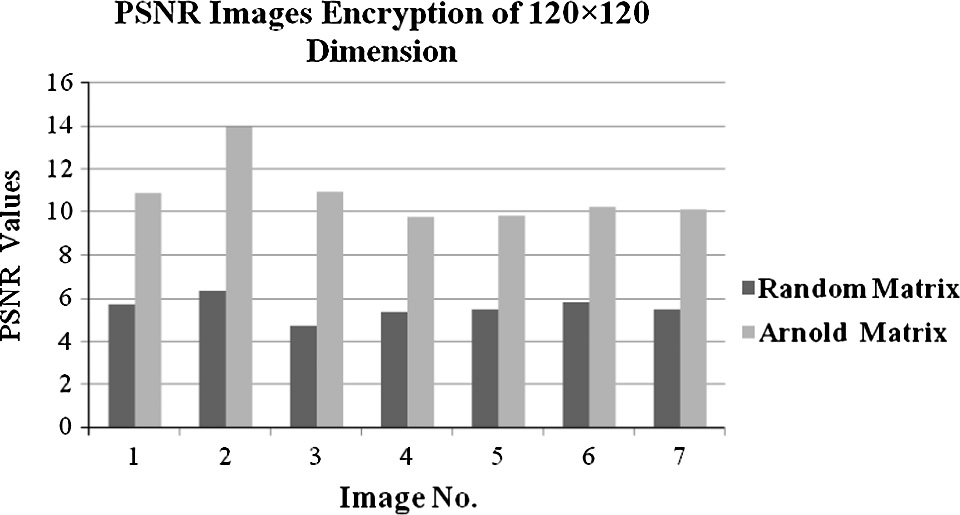 PSNR Images Encryption of 120×120
Dimension
PSNR Values
16
14
12
10
8
6
4
2
0
1 2 3 4 5 6 7
Image No.
Random Matrix
Arnold Matrix